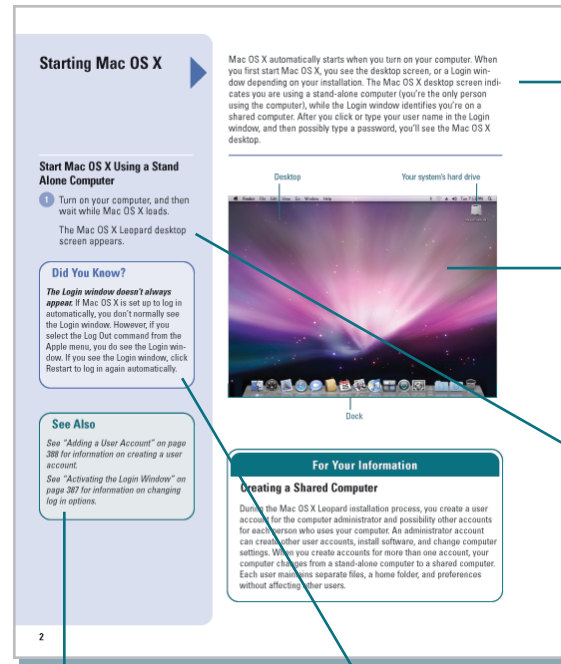 Starting Mac OS X
Mac OS X automatically starts when you turn on your computer. When
you first start Mac OS X, you see the desktop screen, or a Login win-
dow depending on your installation. The Mac OS X desktop screen indi-
cates you are using a stand-alone computer (you're the only person
using the computer), while the Login window identifies you're on a
shared computer. After you click or type your user name in the Login
window, and then possibly type a password, you'll see the Mac OS X
desktop.
Start Mac OS X Using a Stand
Alone Computer
1 Turn on your computer, and then
wait while Mac OS X loads.
The Mac OS X Leopard desktop
screen appears.
Did You Know?
The Login window doesn't always
appear. If Mac OS X is set up to log in
automatically, you don't normally see
the Login window. However, if you
select the Log Out command from the
Apple menu, you do see the Login win-
dow. If you see the Login window, click
Restart to log in again automatically.
See Also
See "Adding a User Account" on page
388 for information on creating a user
account.
See "Activating the Login Window" on
page 387 for information on changing
log in options.
Desktop
Your system's hard drive
Finder File Edit View Go Window Help
Dock
For Your Information
Creating a Shared Computer
During the Mac OS X Leopard installation process, you create a user
account for the computer administrator and possibility other accounts
for each person who uses your computer. An administrator account
can create other user accounts, install software, and change computer
settings. When you create accounts for more than one account, your
computer changes from a stand-alone computer to a shared computer.
Each user maintains separate files, a home folder, and preferences
without affecting other users.
2